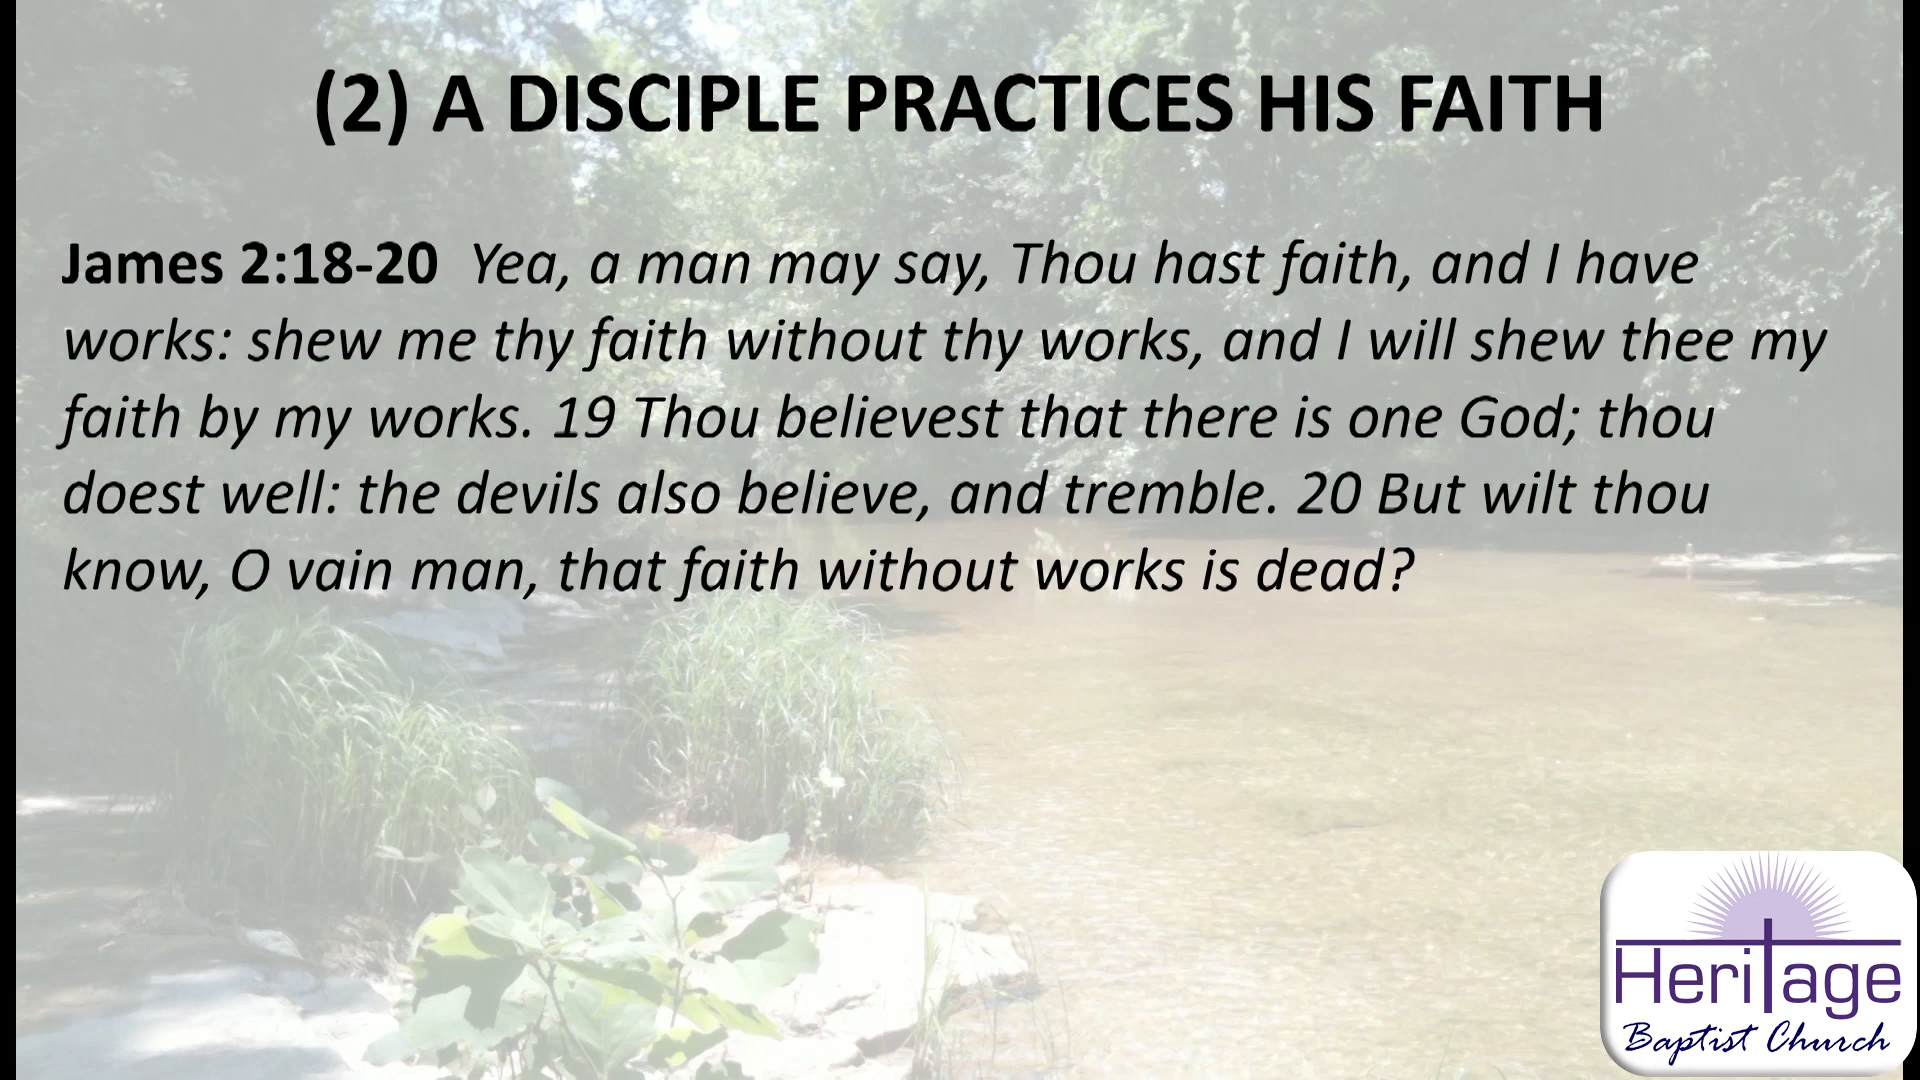 (2) A DISCIPLE PRACTICES HIS FAITH
James 2:18-20 Yea, a man may say, Thou hast faith, and I have
works: shew me thy faith without thy works, and I will shew thee my
faith by my works. 19 Thou believest that there is one God; thou
doest well: the devils also believe, and tremble. 20 But wilt thou
know, O vain man, that faith without works is dead?
Heritage
Baptist Church